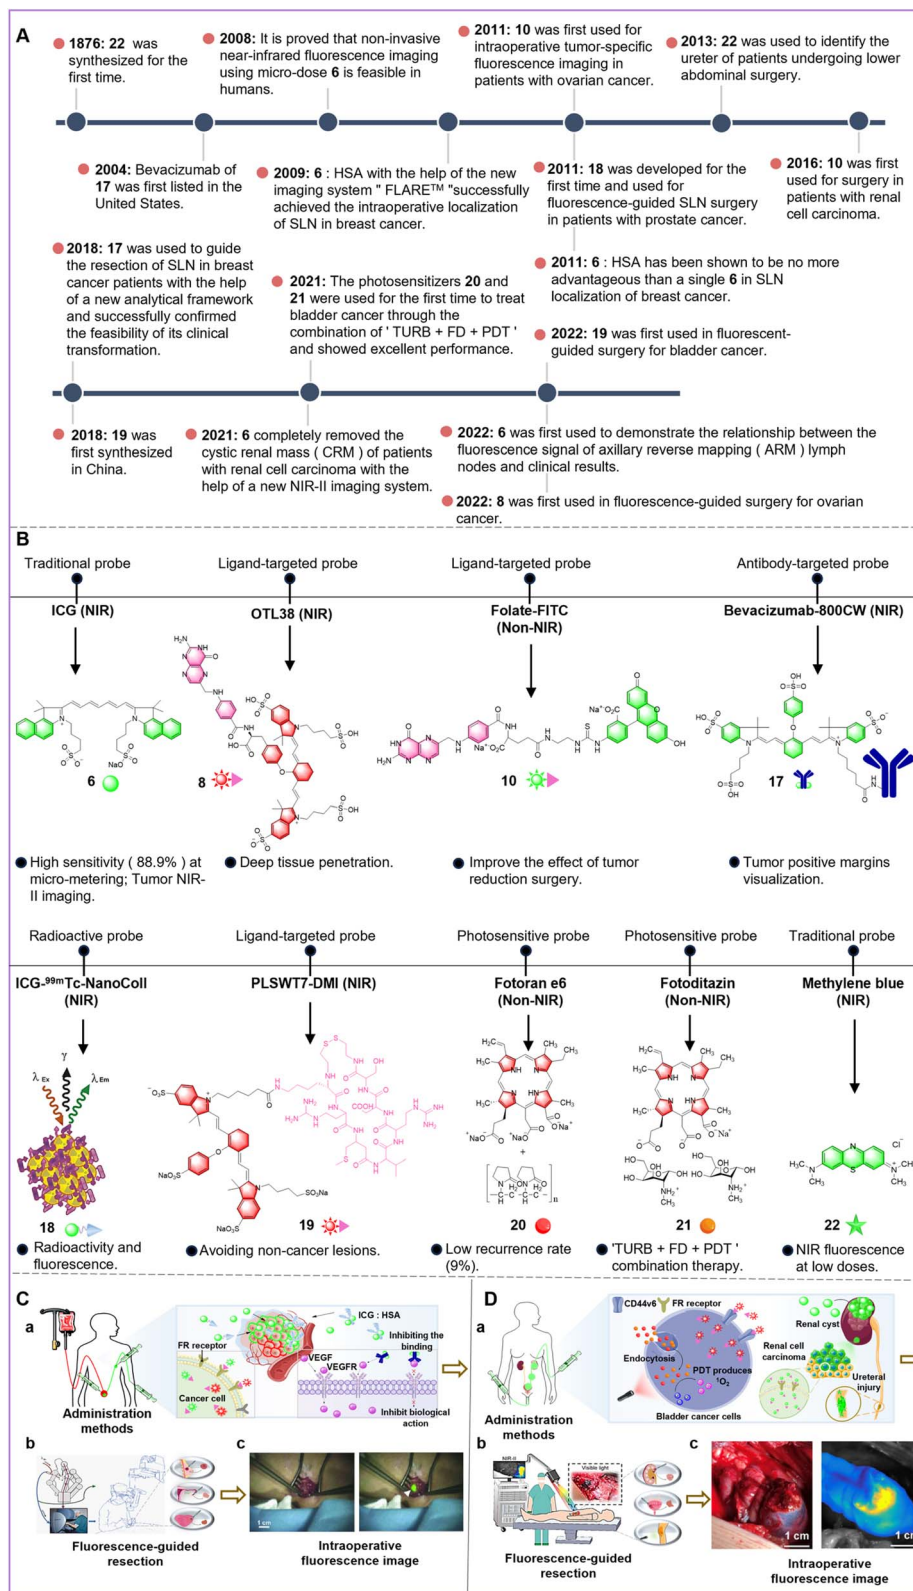 A
1876: 22 was
synthesized for the
first time.
2008: It is proved that non-invasive
near-infrared fluorescence imaging
using micro-dose 6 is feasible in
humans.
2011: 10 was first used for
intraoperative tumor-specific
fluorescence imaging in
patients with ovarian cancer.
2013: 22 was used to identify the
ureter of patients undergoing lower
abdominal surgery.
2004: Bevacizumab of
17 was first listed in the
United States.
2009: 6 : HSA with the help of the new
imaging system " FLARE™ "successfully
achieved the intraoperative localization
of SLN in breast cancer.
2011: 18 was developed for the
first time and used for
fluorescence-guided SLN surgery
in patients with prostate cancer.
2016: 10 was first
used for surgery in
patients with renal
cell carcinoma.
2018: 17 was used to guide
the resection of SLN in breast
cancer patients with the help
of a new analytical framework
and successfully confirmed
the feasibility of its clinical
transformation.
2021: The photosensitizers 20 and
21 were used for the first time to treat
bladder cancer through the
combination of ' TURB + FD + PDT '
and showed excellent performance.
2011: 6 : HSA has been shown to be no more
advantageous than a single 6 in SLN
localization of breast cancer.
2022: 19 was first used in fluorescent-
guided surgery for bladder cancer.
2018: 19 was
first synthesized
in China.
2021: 6 completely removed the
cystic renal mass ( CRM ) of patients
with renal cell carcinoma with the
help of a new NIR-II imaging system.
2022: 6 was first used to demonstrate the relationship between the
fluorescence signal of axillary reverse mapping ( ARM ) lymph
nodes and clinical results.
2022: 8 was first used in fluorescence-guided surgery for ovarian
cancer.
B
Traditional probe
Ligand-targeted probe
Ligand-targeted probe
Antibody-targeted probe
ICG (NIR)
OTL38 (NIR)
Folate-FITC
(Non-NIR)
Bevacizumab-800CW (NIR)
6
8
10
17
High sensitivity ( 88.9% ) at
micro-metering; Tumor NIR-
II imaging.
Deep tissue penetration.
Improve the effect of tumor
reduction surgery.
Tumor positive margins
visualization.
Radioactive probe
Ligand-targeted probe
Photosensitive probe
Photosensitive probe
Traditional probe
ICG-99mTc-NanoColl
(NIR)
PLSWT7-DMI (NIR)
Fotoran e6
(Non-NIR)
Fotoditazin
(Non-NIR)
Methylene blue
(NIR)
λ Ex
γ
λ Em
18
19
20
21
22
Radioactivity and
fluorescence.
Avoiding non-cancer lesions.
Low recurrence rate
(9%).
'TURB + FD + PDT '
combination therapy.
NIR fluorescence
at low doses.
C
a
Administration
methods
ICG : HSA
FR receptor
Cancer cell
VEGF
VEGFR
Inhibiting the
binding
Inhibit biological
action
b
Fluorescence-guided
resection
c
1 cm
Intraoperative
fluorescence image
D
a
Administration
methods
CD44v6
FR receptor
Endocytosis
PDT produces
¹O₂
Bladder cancer cells
Renal cyst
Renal cell
carcinoma
Ureteral
injury
b
NIR-II
Visible light
Fluorescence-guided
resection
c
1 cm
1 cm
Intraoperative
fluorescence image